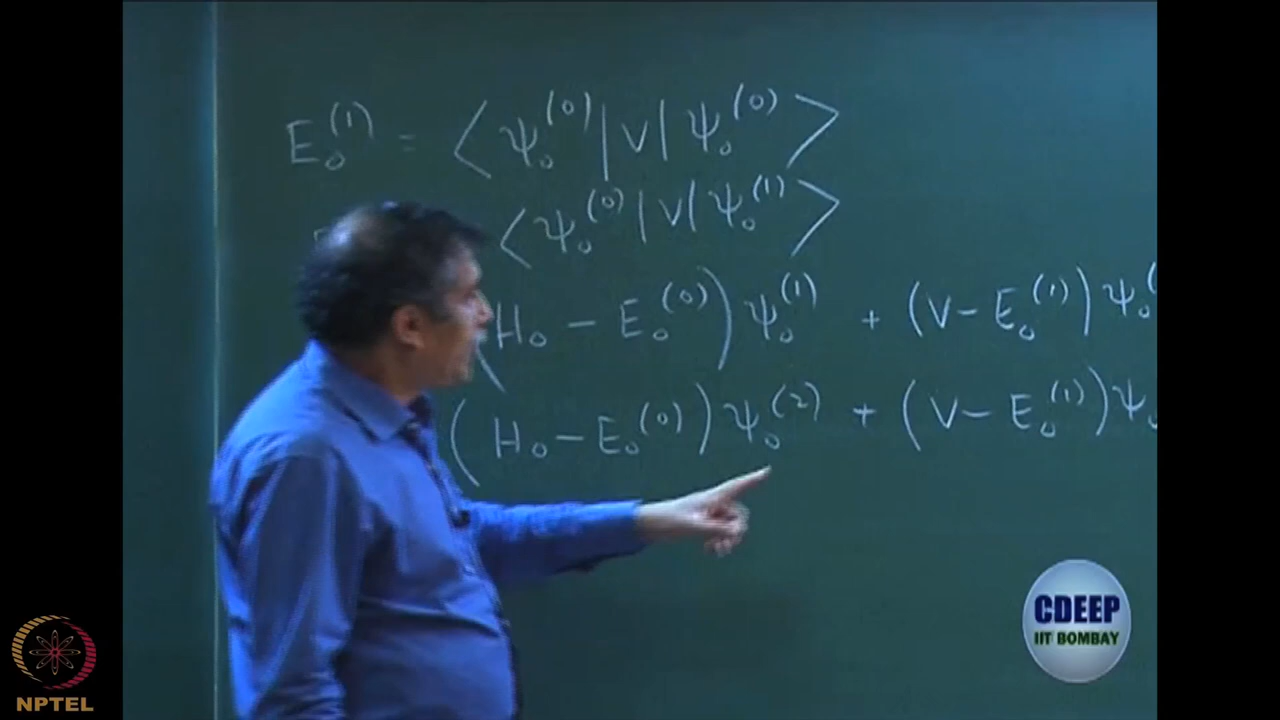 E₀⁽¹⁾ = ⟨ψ₀⁽⁰⁾|V|ψ₀⁽⁰⁾⟩
⟨ψ₀⁽⁰⁾|V|ψ₀⁽¹⁾⟩
(H₀ − E₀⁽⁰⁾)ψ₀⁽¹⁾ + (V − E₀⁽¹⁾)ψ₀⁽
(H₀ − E₀⁽⁰⁾)ψ₀⁽²⁾ + (V − E₀⁽¹⁾)ψ₀
CDEEP
IIT BOMBAY
NPTEL